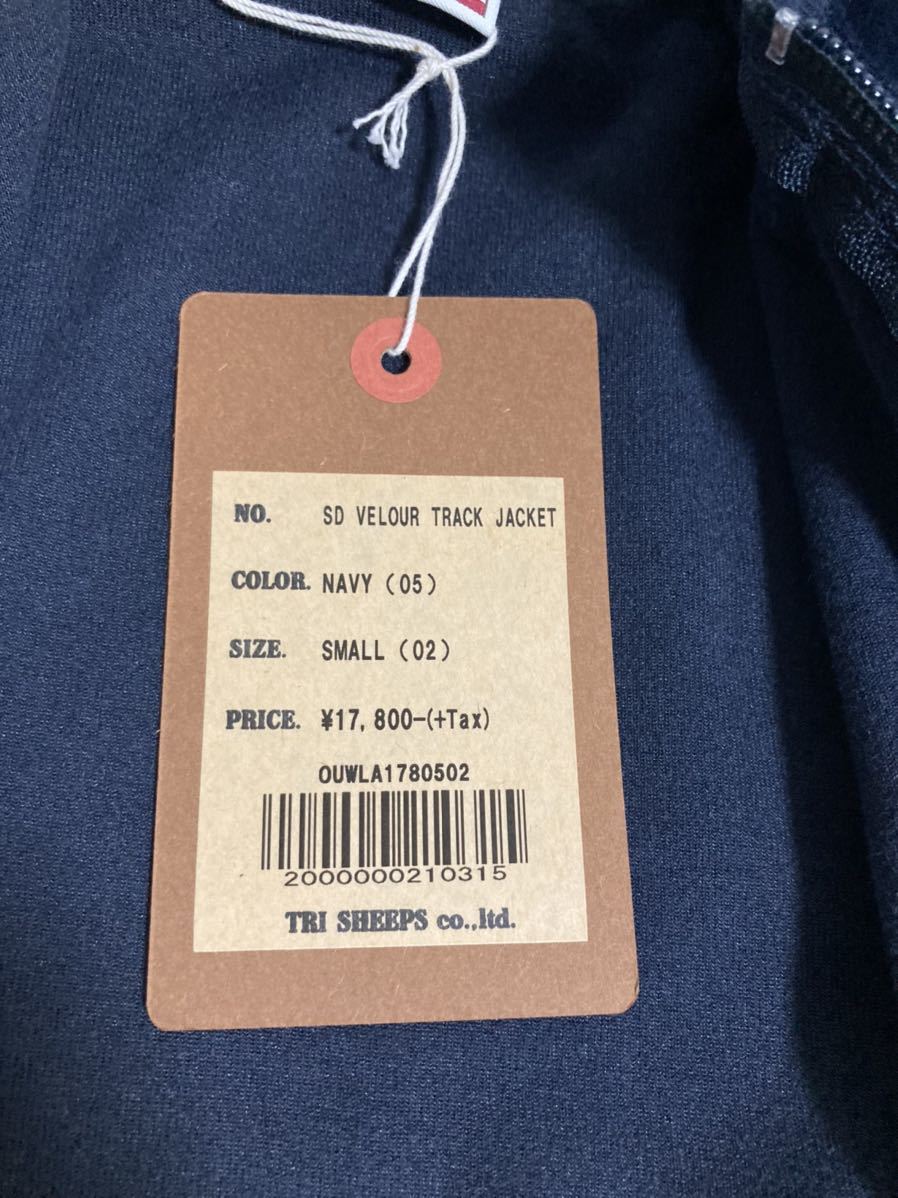 NO. SD VELOUR TRACK JACKET
COLOR. NAVY (05)
SIZE. SMALL (02)
PRICE. ¥17,800-(+Tax)
OUWLA1780502
2000000210315
TRI SHEEPS co.,ltd.